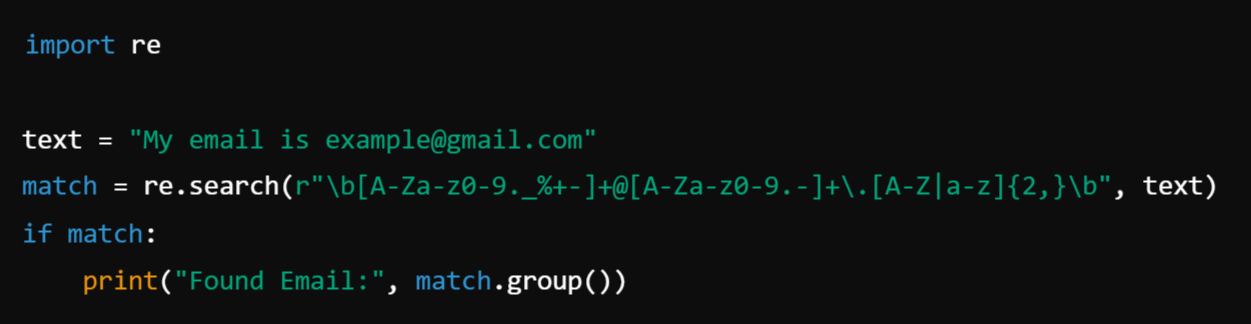 import re
text = "My email is example@gmail.com"
match = re.search(r"\b[A-Za-z0-9._%+-]+@[A-Za-z0-9.-]+\.[A-Z|a-z]{2,}\b", text)
if match:
    print("Found Email:", match.group())